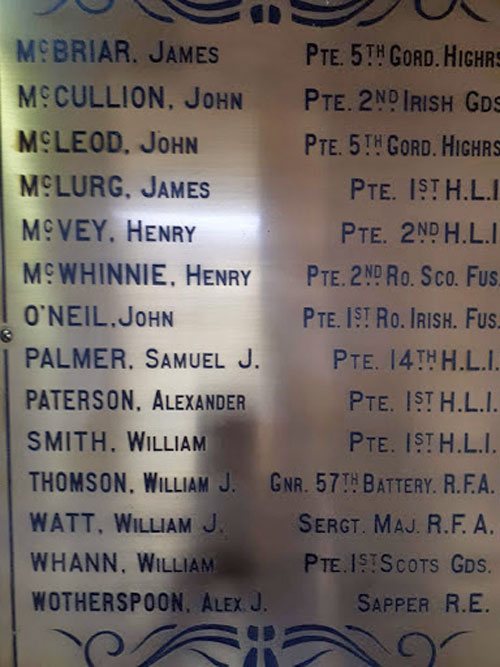 McBRIAR, JAMES PTE. 5TH GORD. HIGHRS
McCULLION, JOHN PTE. 2ND IRISH GDS
McLEOD, JOHN PTE. 5TH GORD. HIGHRS
McLURG, JAMES PTE. 1ST H.L.I
McVEY, HENRY PTE. 2ND H.L.I
McWHINNIE, HENRY PTE. 2ND RO. SCO. FUS.
O'NEIL, JOHN PTE. 1ST RO. IRISH. FUS.
PALMER, SAMUEL J. PTE. 14TH H.L.I.
PATERSON, ALEXANDER PTE. 1ST H.L.I.
SMITH, WILLIAM PTE. 1ST H.L.I.
THOMSON, WILLIAM J. GNR. 57TH BATTERY. R.F.A.
WATT, WILLIAM J. SERGT. MAJ. R.F.A.
WHANN, WILLIAM PTE. 1ST SCOTS GDS.
WOTHERSPOON, ALEX. J. SAPPER R.E.